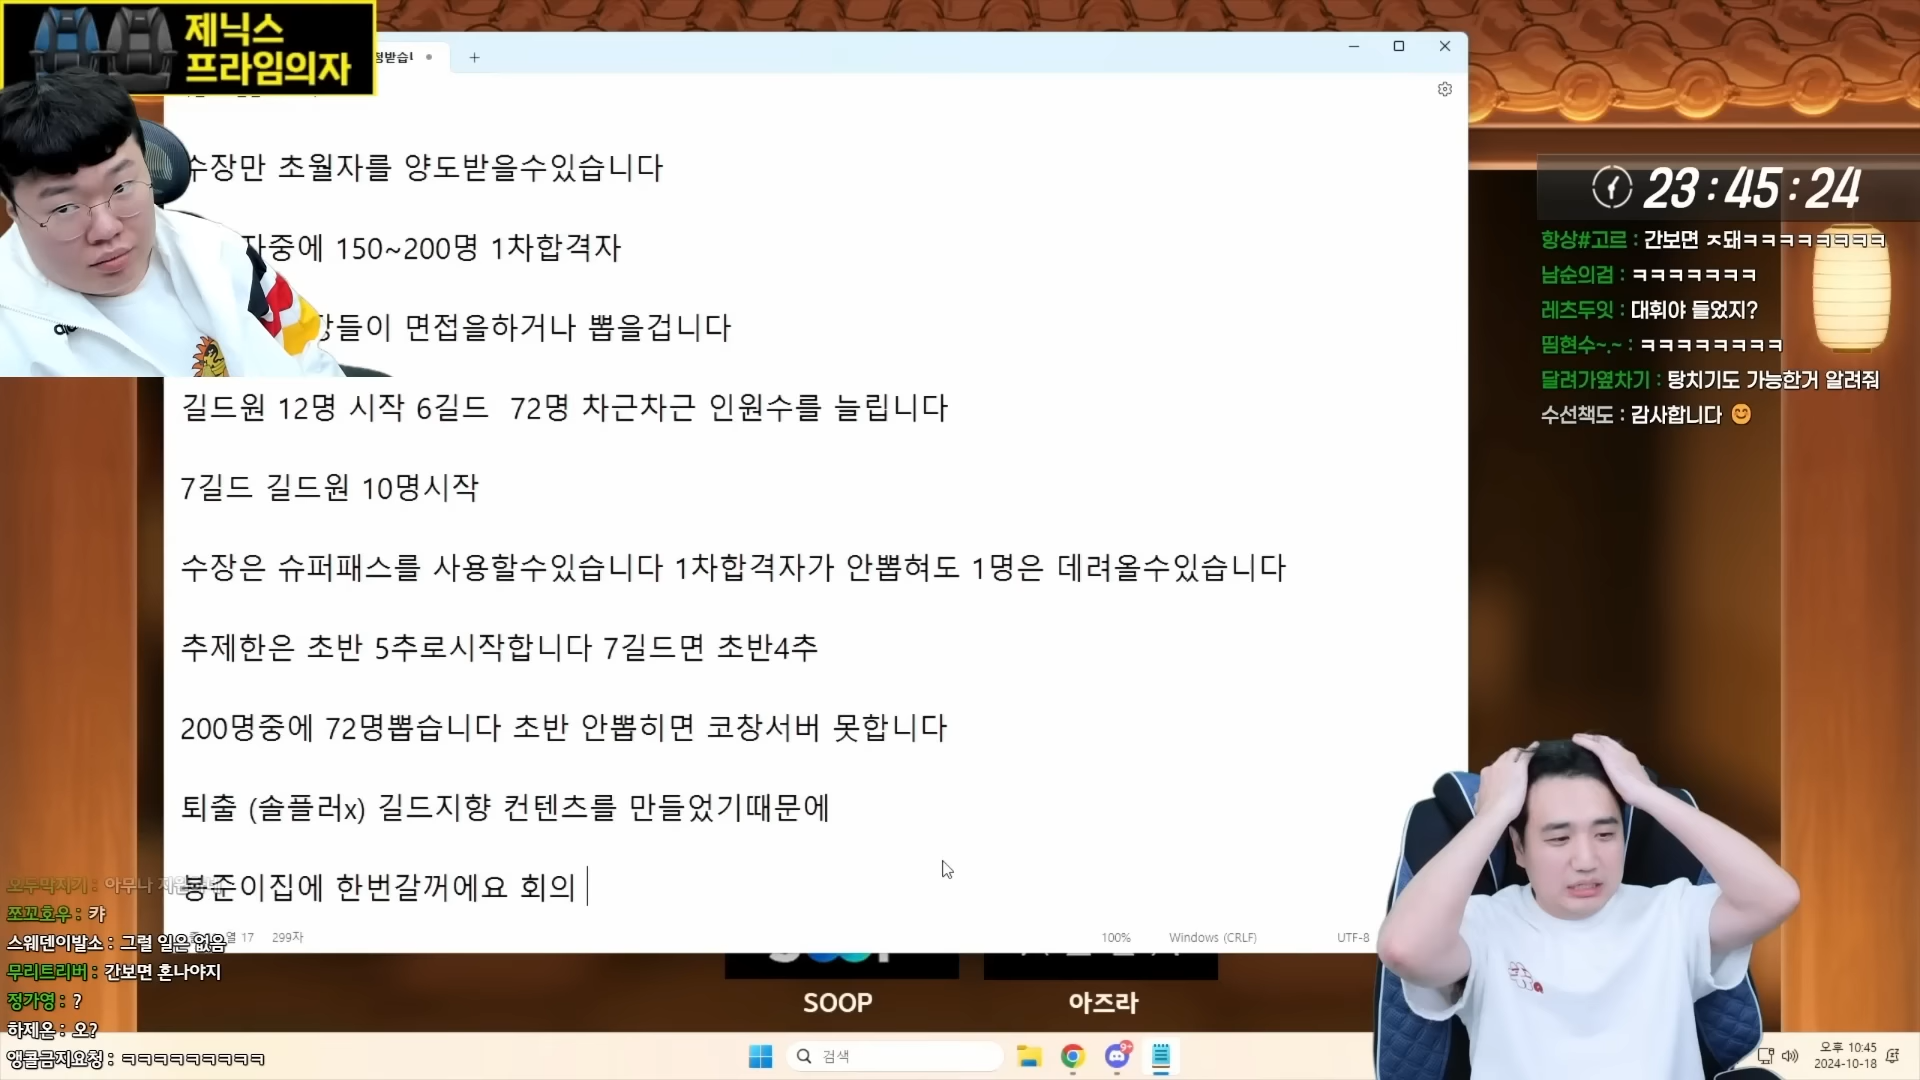 제닉스
프라임의자
수장만 초월자를 양도받을수있습니다
자중에 150~200명 1차합격자
장들이 면접을하거나 뽑을겁니다
길드원 12명 시작 6길드 72명 차근차근 인원수를 늘립니다
7길드 길드원 10명시작
수장은 슈퍼패스를 사용할수있습니다 1차합격자가 안뽑혀도 1명은 데려올수있습니다
추제한은 초반 5추로시작합니다 7길드면 초반4추
200명중에 72명뽑습니다 초반 안뽑히면 코창서버 못합니다
퇴출 (솔플러x) 길드지향 컨텐츠를 만들었기때문에
봉준이집에 한번갈꺼에요 회의
열 17 299자 100% Windows (CRLF) UTF-8
23:45:24
항상#고르 : 간보면 ㅈ돼ㅋㅋㅋㅋㅋㅋㅋㅋ
남순의검 : ㅋㅋㅋㅋㅋㅋㅋ
레츠두잇 : 대휘야 들었지?
띰현수~.~ : ㅋㅋㅋㅋㅋㅋㅋㅋ
달려가옆차기 : 탕치기도 가능한거 알려줘
수선책도 : 감사합니다 😊
쪼꼬호우 : 캬
스웨덴이발소 : 그럴 일은 없음
무리트리버 : 간보면 혼나야지
정가영 : ?
하제온 : 오?
앵콜금지요청 : ㅋㅋㅋㅋㅋㅋㅋㅋㅋ
SOOP
아즈라
검색
9+
오후 10:45
2024-10-18